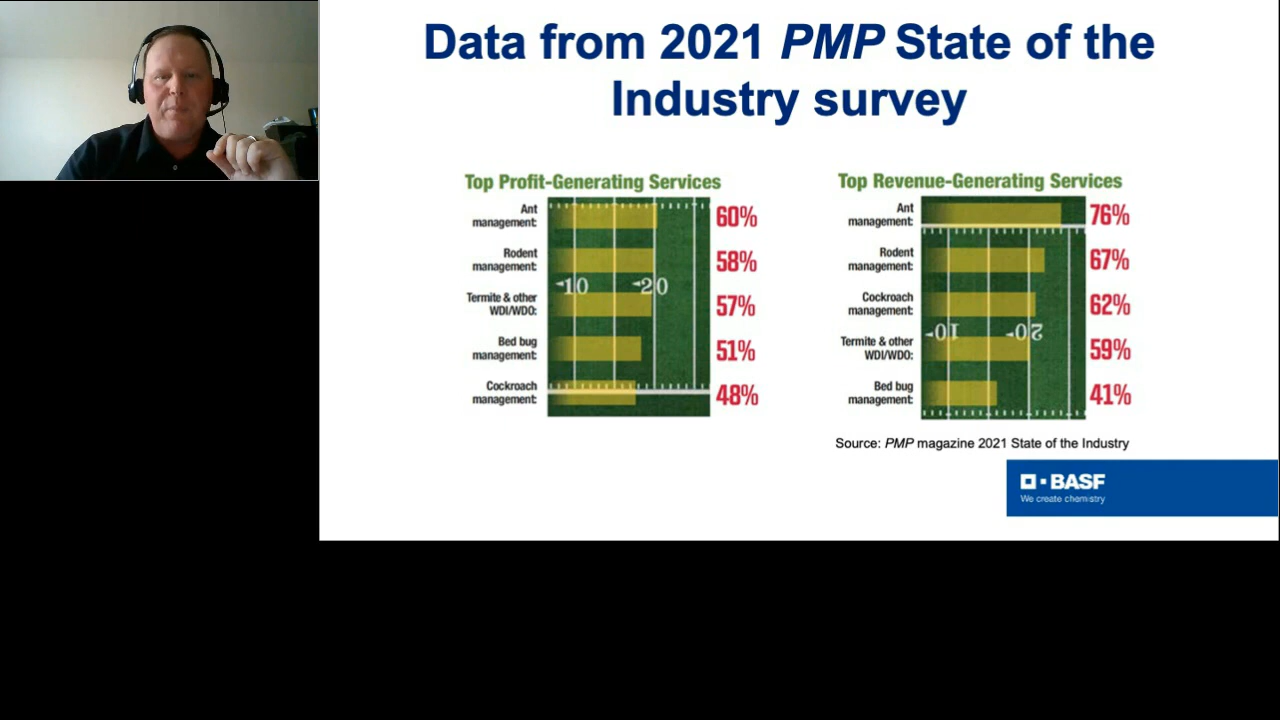 Data from 2021 PMP State of the
Industry survey
Top Profit-Generating Services
Ant
management:
60%
Rodent
management:
58%
Termite & other
WDI/WDO:
57%
Bed bug
management:
51%
Cockroach
management:
48%
10
20
Top Revenue-Generating Services
Ant
management:
76%
Rodent
management:
67%
Cockroach
management:
62%
Termite & other
WDI/WDO:
59%
Bed bug
management:
41%
10
20
Source: PMP magazine 2021 State of the Industry
BASF
We create chemistry